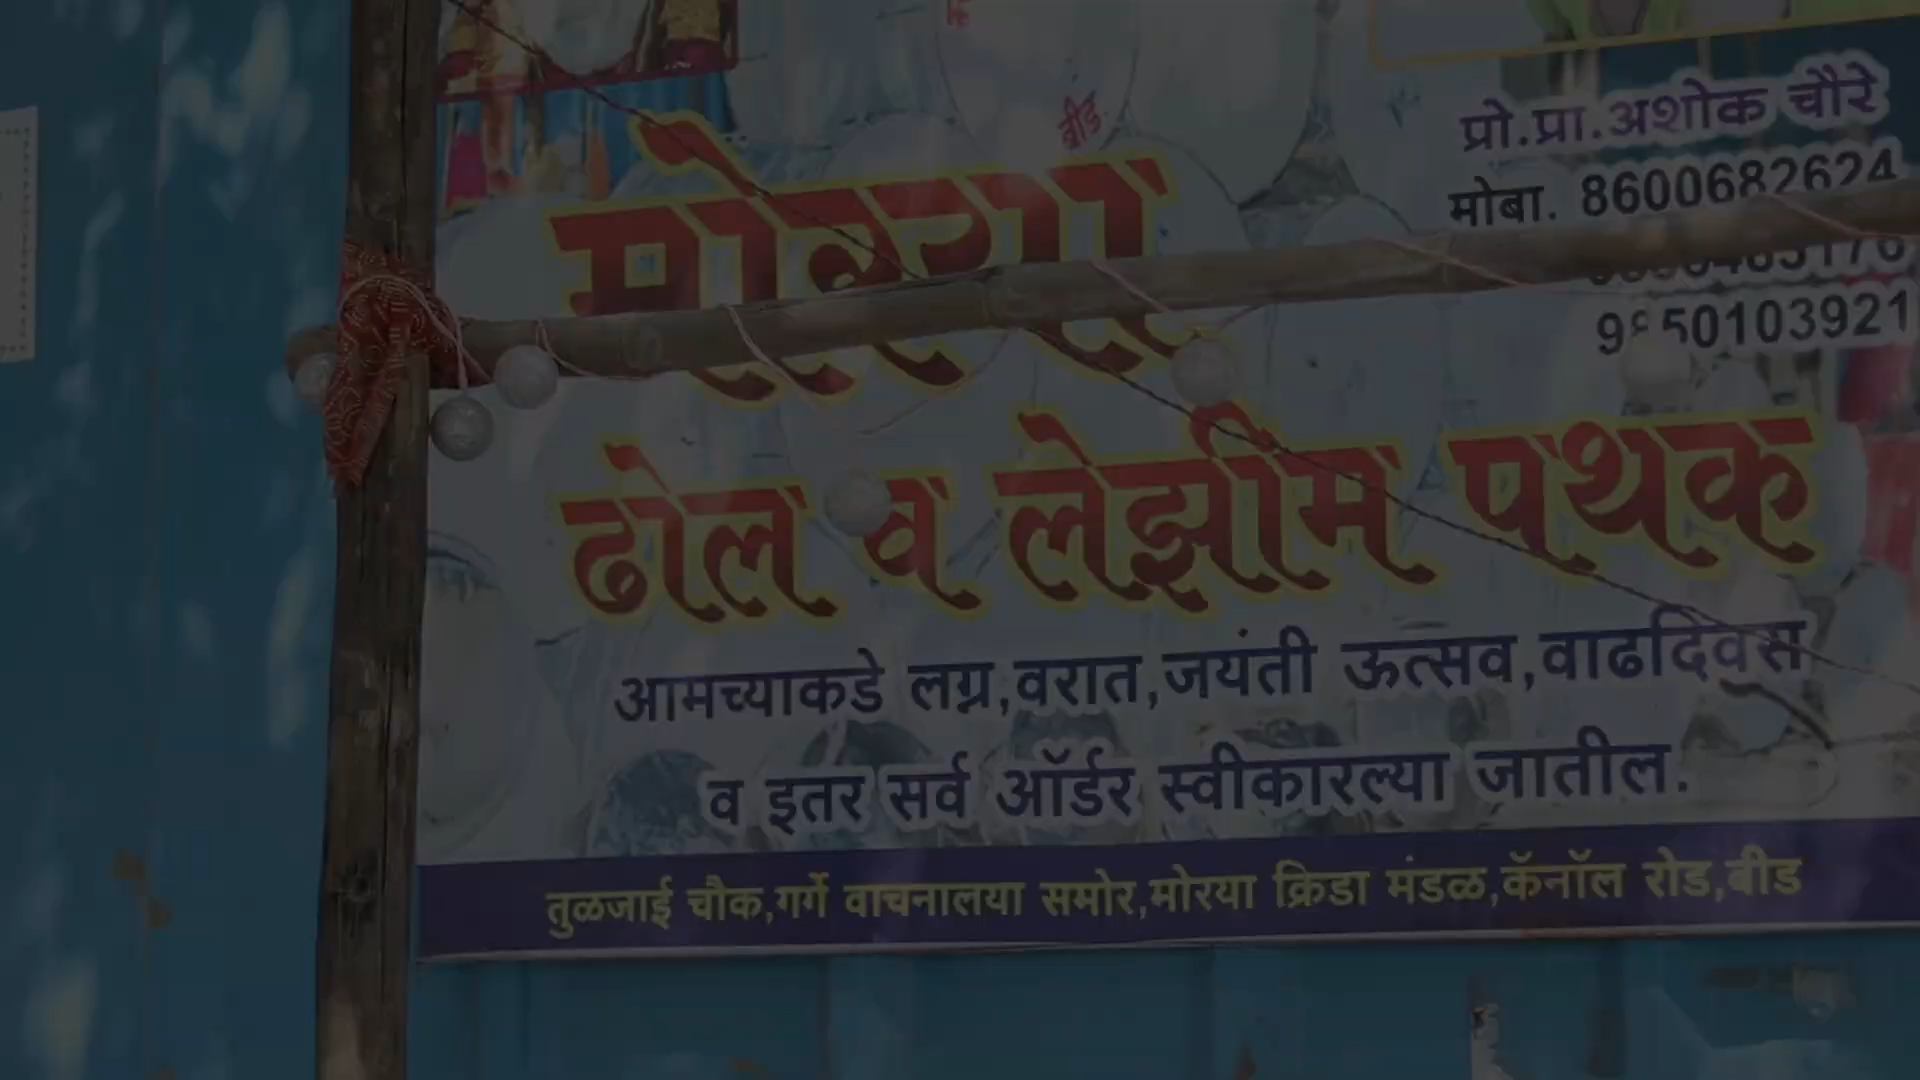 बीड
प्रो.प्रा.अशोक चौरे
मोबा. 8600682624
मोरया
ढोल व लेझीम पथक
आमच्याकडे लग्न,वरात,जयंती ऊत्सव,वाढदिवस
व इतर सर्व ऑर्डर स्वीकारल्या जातील.
तुळजाई चौक,गर्गे वाचनालया समोर,मोरया क्रिडा मंडळ,कॅनॉल रोड,बीड